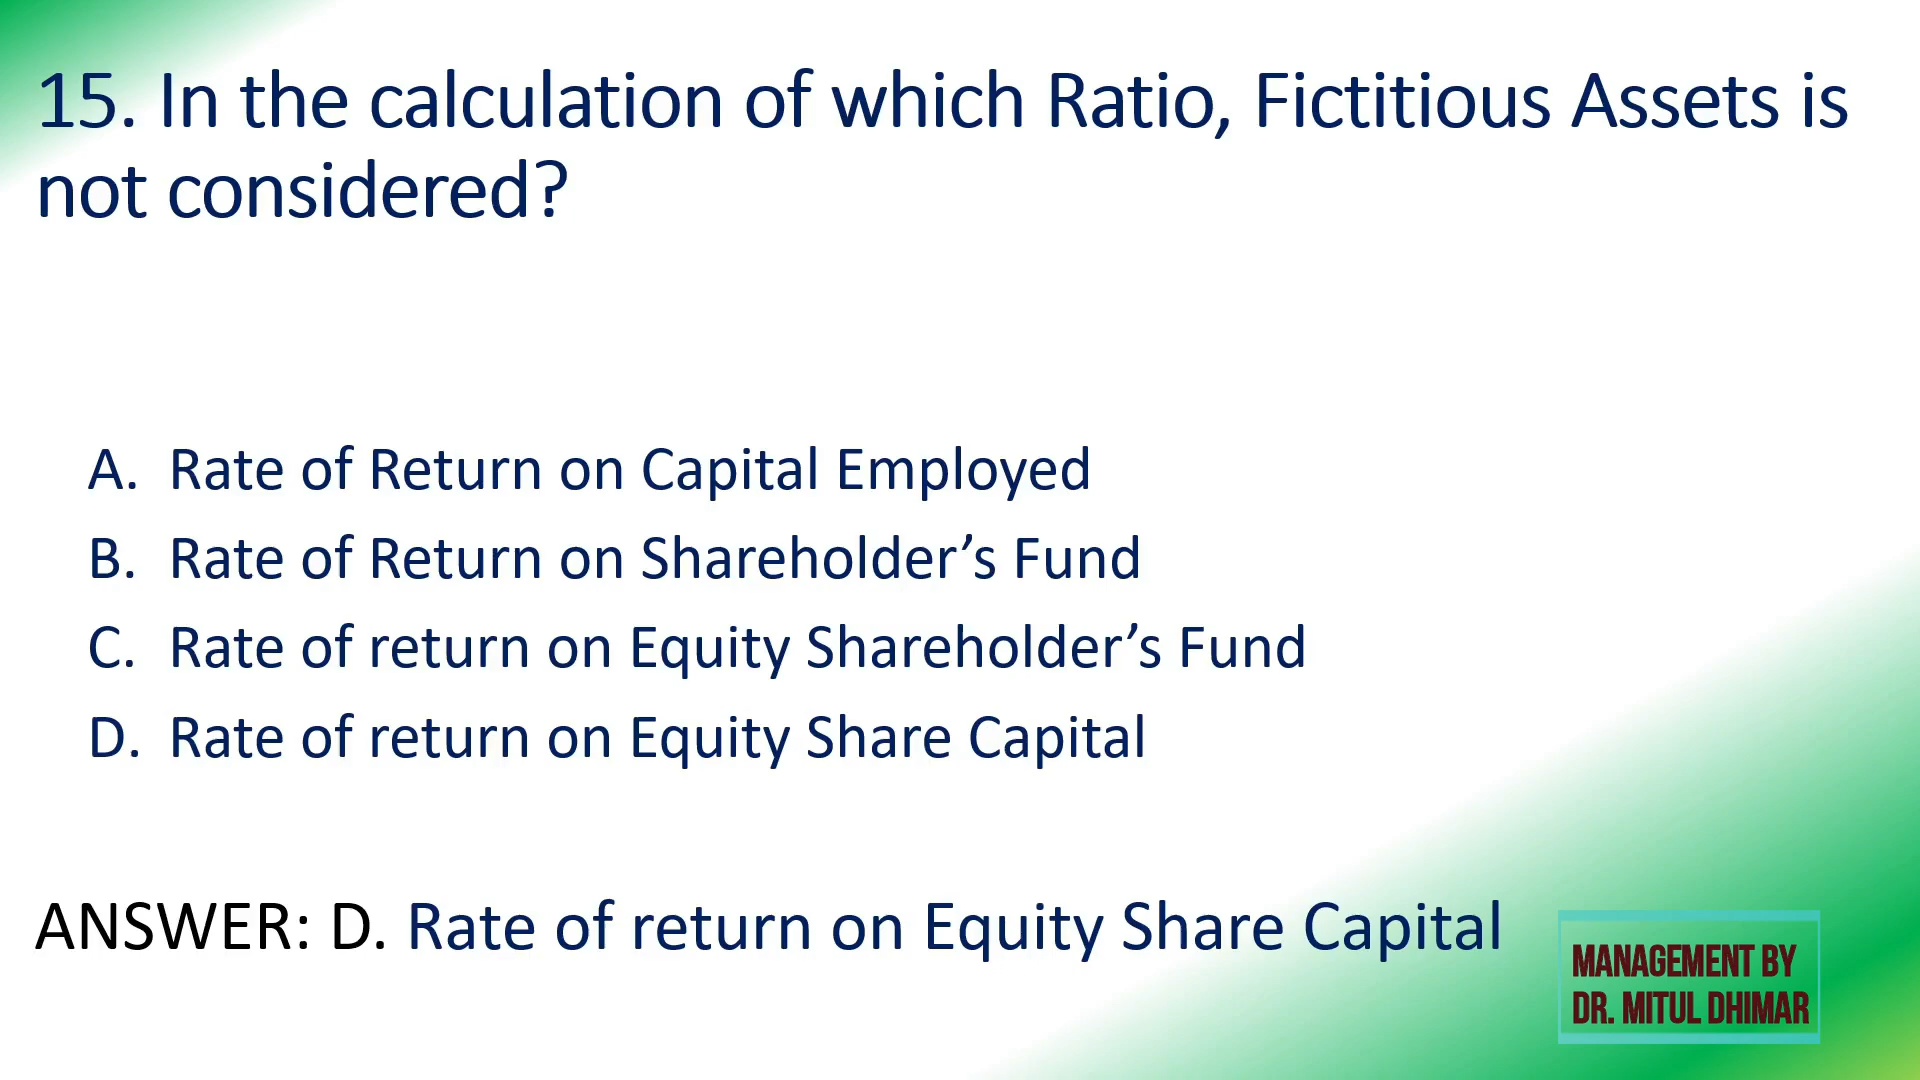 15. In the calculation of which Ratio, Fictitious Assets is
not considered?
A. Rate of Return on Capital Employed
B. Rate of Return on Shareholder’s Fund
C. Rate of return on Equity Shareholder’s Fund
D. Rate of return on Equity Share Capital
ANSWER: D. Rate of return on Equity Share Capital
MANAGEMENT BY
DR. MITUL DHIMAR